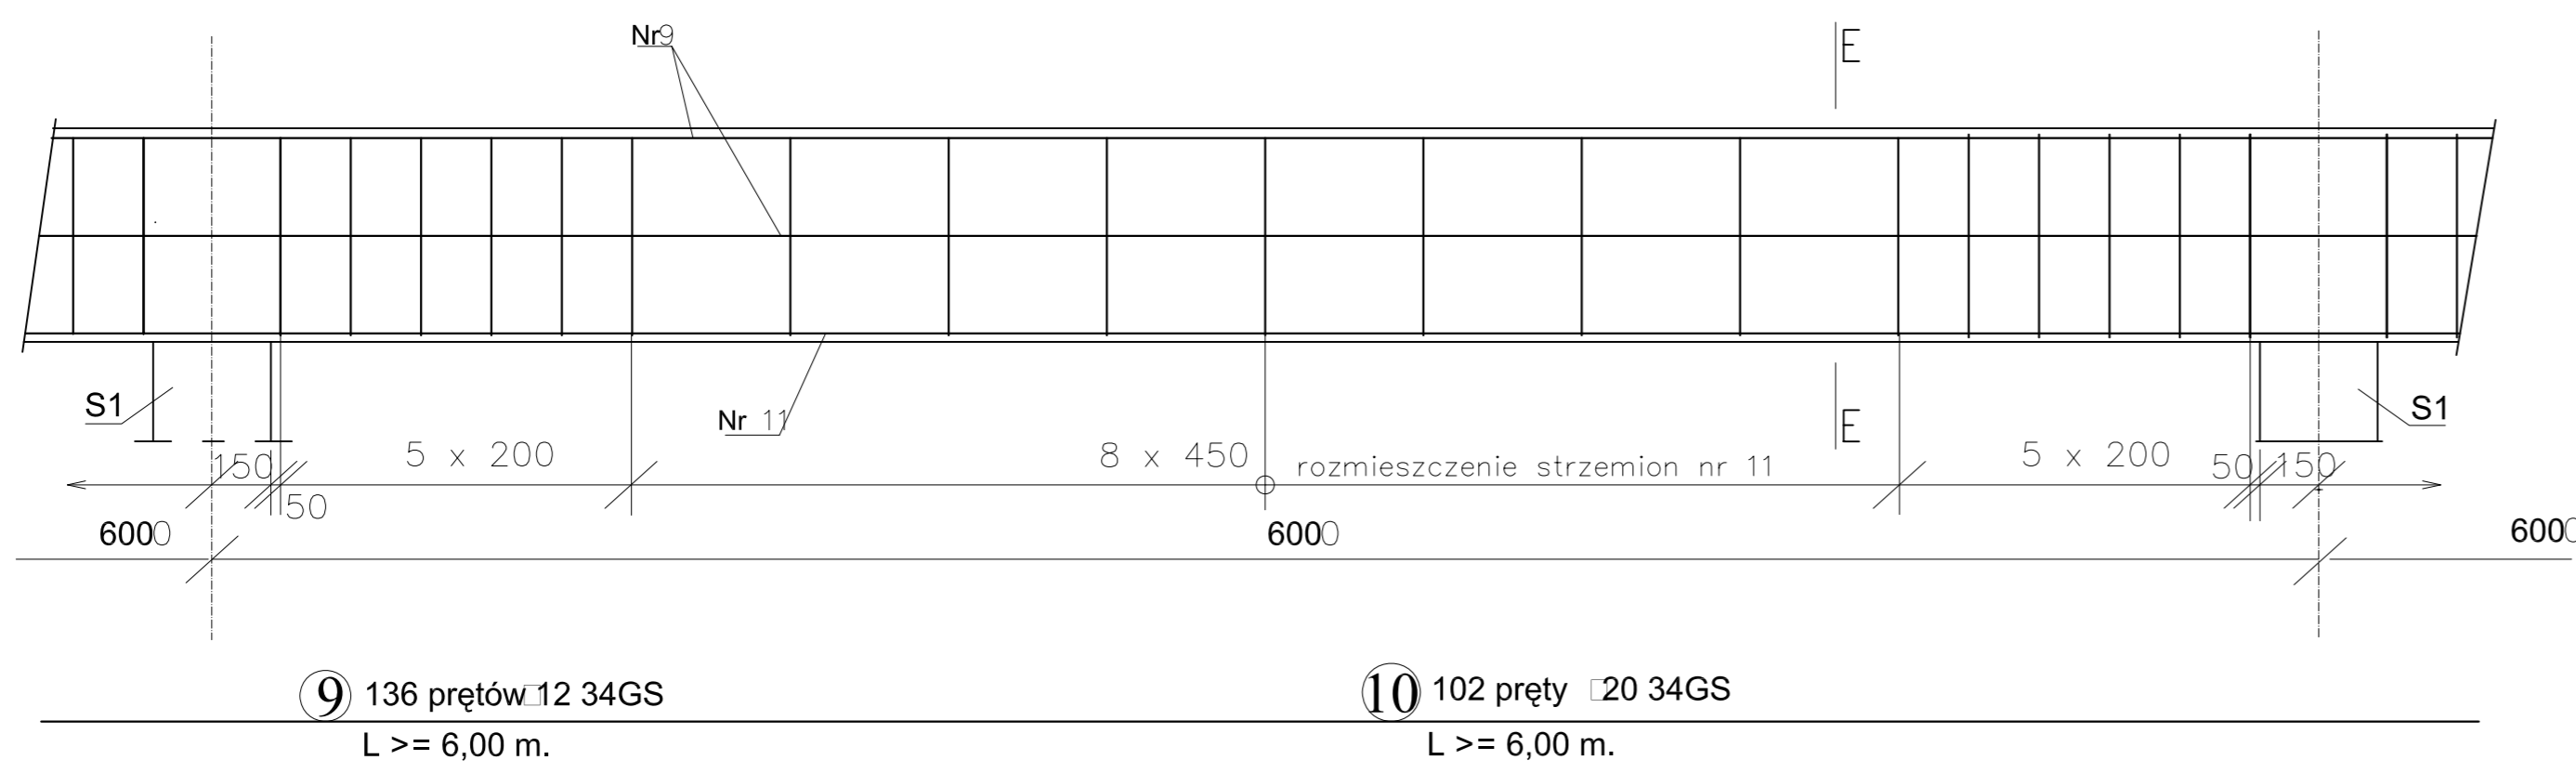 Nr9
E
S1
Nr 11
E
S1
150
50
5 x 200
8 x 450
rozmieszczenie strzemion nr 11
5 x 200
50
150
6000
6000
6000
9 136 prętów□12 34GS
L >= 6,00 m.
10 102 pręty □20 34GS
L >= 6,00 m.